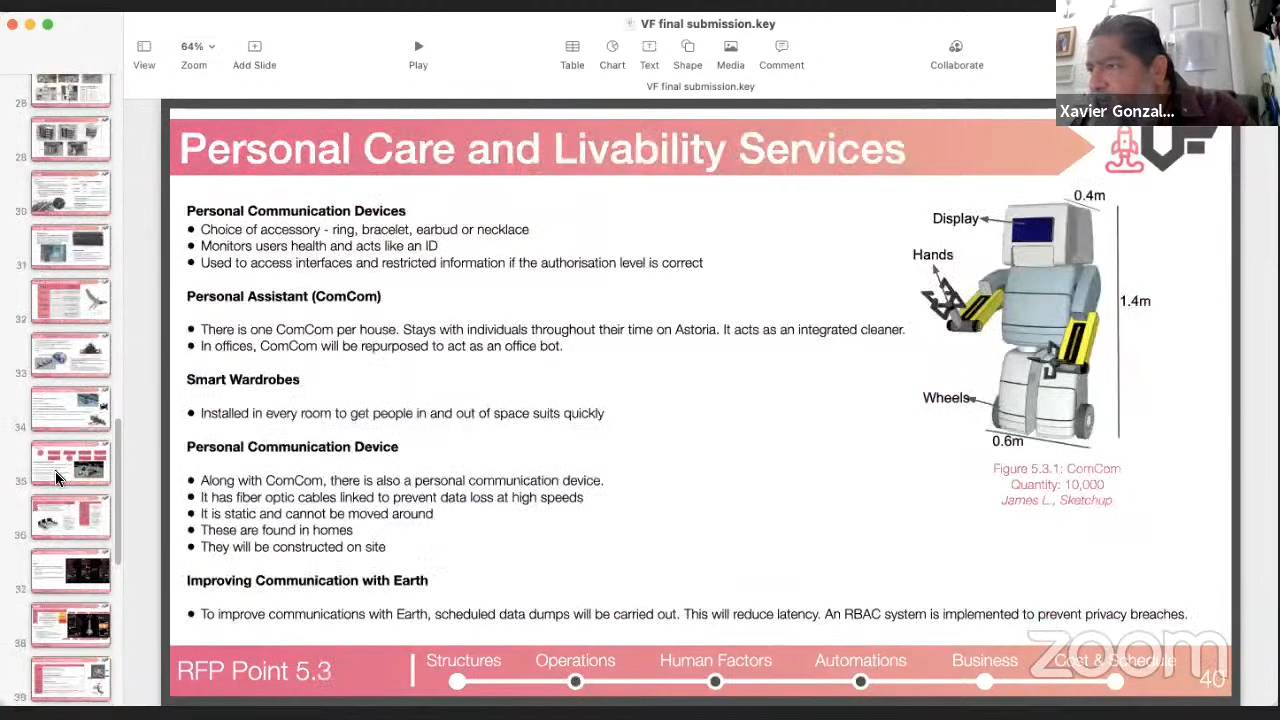 VF final submission.key
64%
View
Zoom
Add Slide
Play
Table
Chart
Text
Shape
Media
Comment
Collaborate
VF final submission.key
Xavier Gonzal...
Personal Care and Livability Services
VF
Personal Communication Devices
• Choice of accessory - ring, bracelet, earbud or necklace
• Monitors users health and acts like an ID
• Used to access interfaces and restricted information if the authorisation level is correct
Personal Assistant (ComCom)
• There is one ComCom per house. Stays with individuals throughout their time on Astoria. It acts as an integrated cleaner.
• In offices, ComCom will be repurposed to act as an office bot.
Smart Wardrobes
• Installed in every room to get people in and out of space suits quickly
Personal Communication Device
• Along with ComCom, there is also a personal communication device.
• It has fiber optic cables linked to prevent data loss at high speeds
• It is static and cannot be moved around
• These are found in homes
• They will be constructed on site
Improving Communication with Earth
• To improve communications with Earth, scheduled data dumps will be carried out. This will reduce latency. An RBAC system is implemented to prevent privacy breaches.
0.4m
Display
Hands
1.4m
Wheels
0.6m
Figure 5.3.1: ComCom
Quantity: 10,000
James L., Sketchup
RFP Point 5.3
Structures
Operations
Human Factors
Automations
Business
Cost & Schedule
40
zoom
28
30
31
32
33
34
35
36
37
38
39